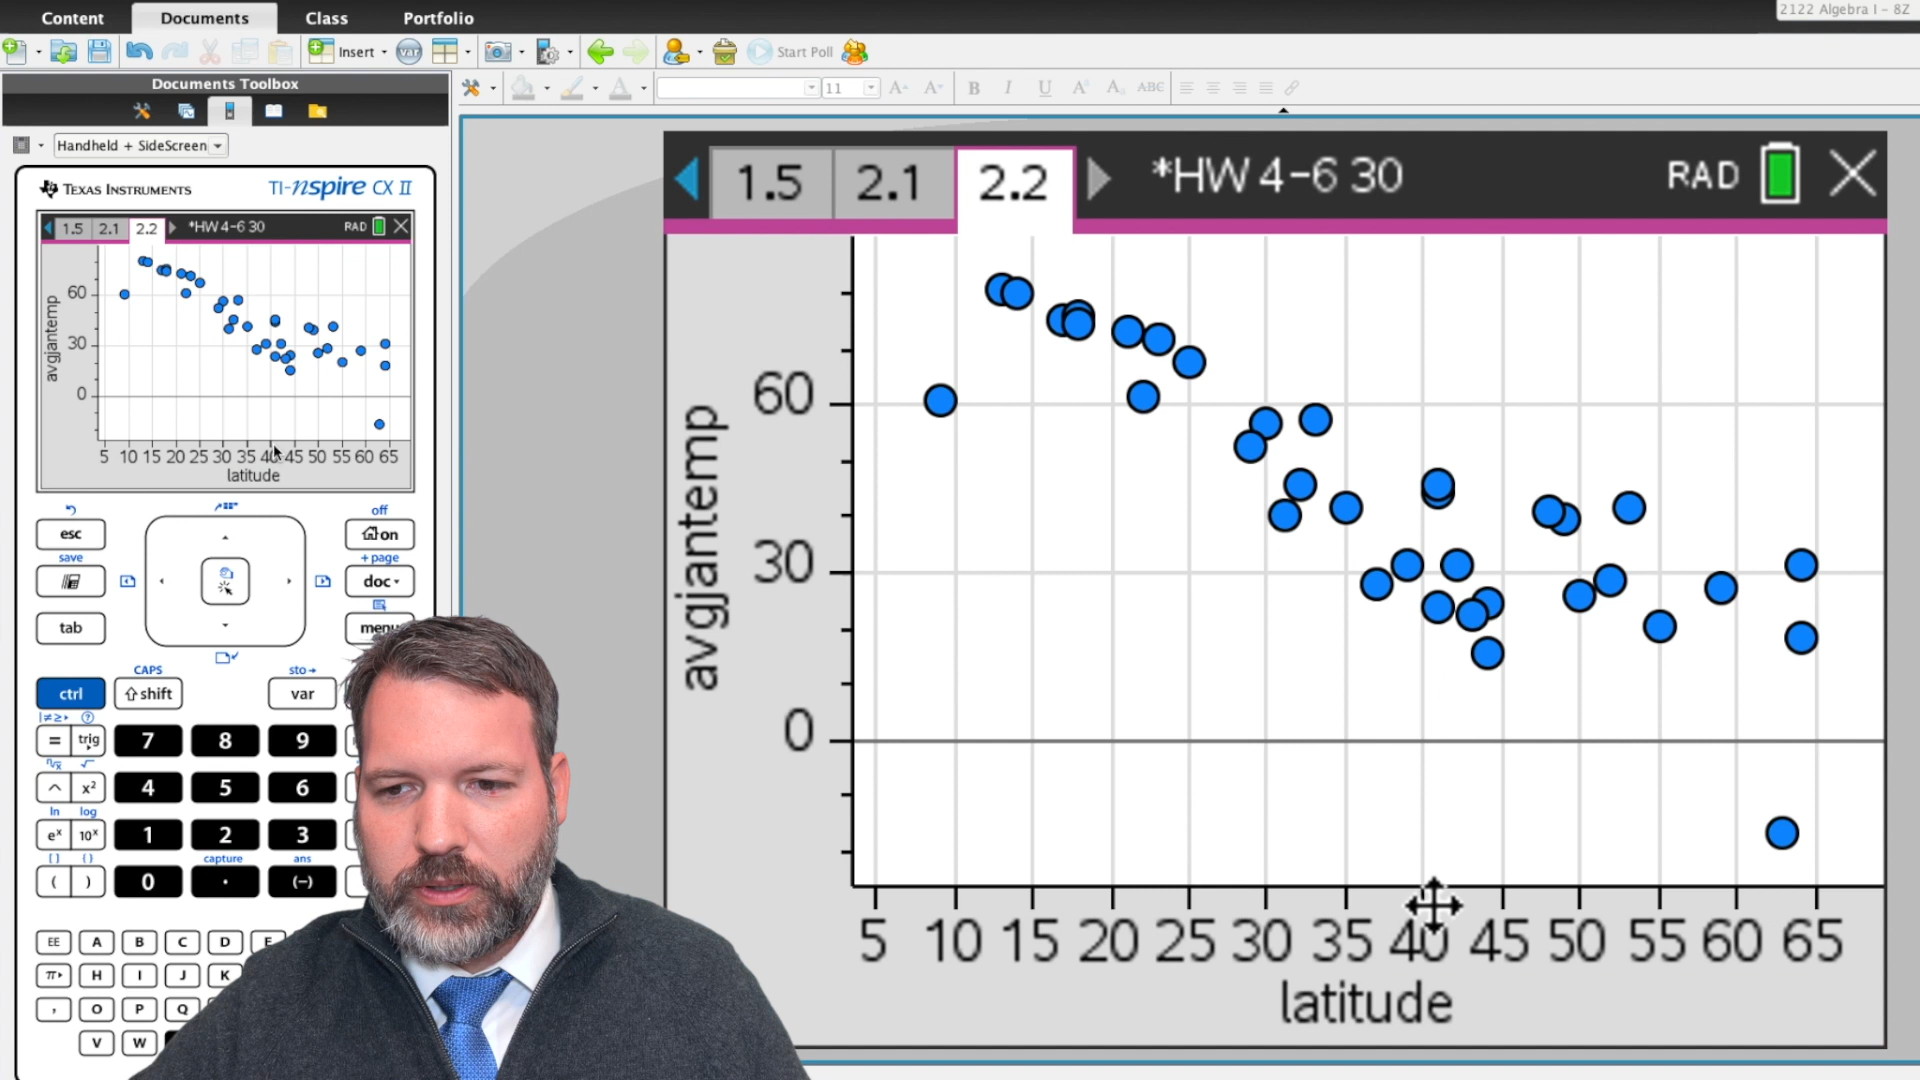 Content Documents Class Portfolio
2122 Algebra I - 8Z
Insert var Start Poll
Documents Toolbox
11 B I U ABC
Handheld + SideScreen
TEXAS INSTRUMENTS TI-nspire CX II
1.5 2.1 2.2 *HW 4-6 30 RAD
60
30
0
avgjantemp
5 10 15 20 25 30 35 40 45 50 55 60 65
latitude
off
esc on
save + page
doc
tab menu
CAPS sto→
ctrl shift var
= trig 7 8 9
^ x² 4 5 6
ln log
eˣ 10ˣ 1 2 3
[] {} capture ans
( ) 0 . (−)
EE A B C D E
π H I J K
, O P Q
V W
1.5 2.1 2.2 *HW 4-6 30 RAD
60
30
0
avgjantemp
5 10 15 20 25 30 35 40 45 50 55 60 65
latitude